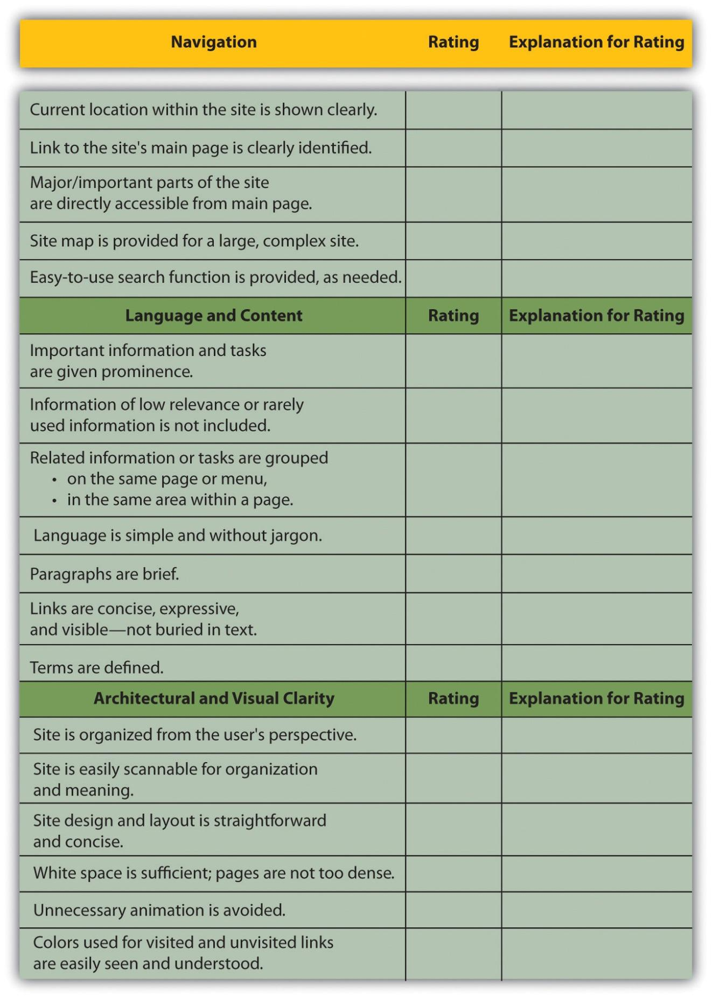 Navigation Rating Explanation for Rating
Current location within the site is shown clearly.
Link to the site's main page is clearly identified.
Major/important parts of the site
are directly accessible from main page.
Site map is provided for a large, complex site.
Easy-to-use search function is provided, as needed.
Language and Content Rating Explanation for Rating
Important information and tasks
are given prominence.
Information of low relevance or rarely
used information is not included.
Related information or tasks are grouped
• on the same page or menu,
• in the same area within a page.
Language is simple and without jargon.
Paragraphs are brief.
Links are concise, expressive,
and visible—not buried in text.
Terms are defined.
Architectural and Visual Clarity Rating Explanation for Rating
Site is organized from the user's perspective.
Site is easily scannable for organization
and meaning.
Site design and layout is straightforward
and concise.
White space is sufficient; pages are not too dense.
Unnecessary animation is avoided.
Colors used for visited and unvisited links
are easily seen and understood.